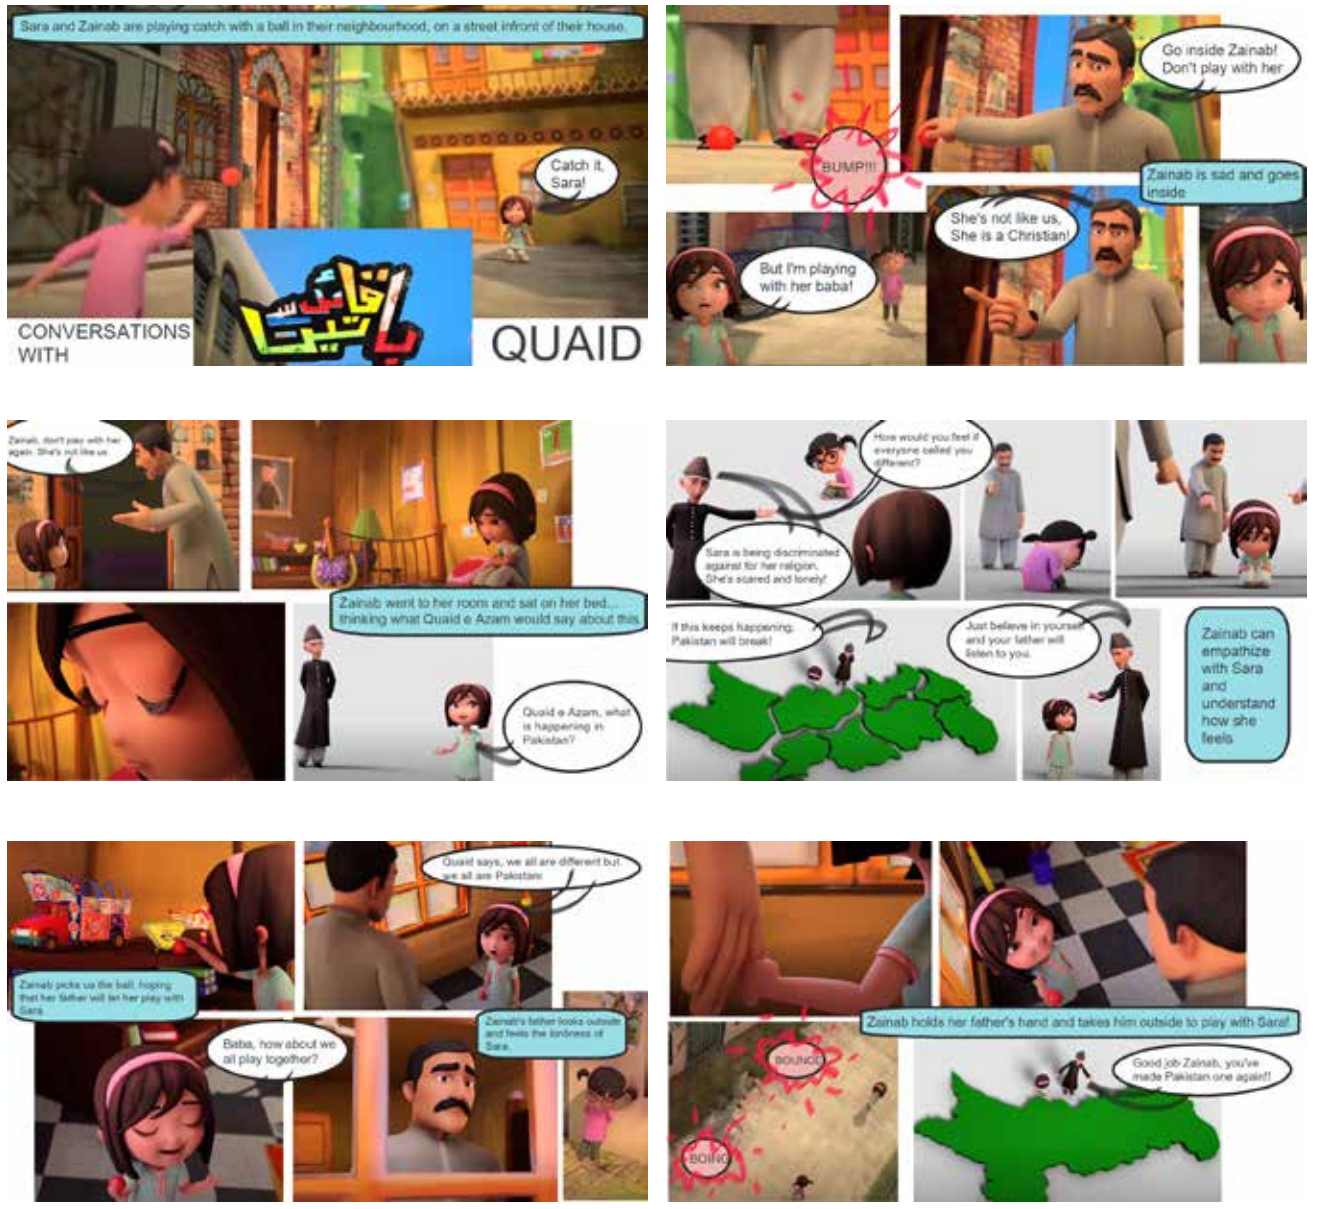 Sara and Zainab are playing catch with a ball in their neighbourhood, on a street infront of their house.
Catch it,
Sara!
CONVERSATIONS
WITH
باتیں قائد سے
QUAID
BUMP!!!
Go inside Zainab!
Don't play with her
Zainab is sad and goes
inside
But I'm playing
with her baba!
She's not like us,
She is a Christian!
Zainab, don't play with her
again. She's not like us.
Zainab went to her room and sat on her bed...
thinking what Quaid e Azam would say about this
Quaid e Azam, what
is happening in
Pakistan?
How would you feel if
everyone called you
different?
Sara is being discriminated
against for her religion.
She's scared and lonely!
If this keeps happening,
Pakistan will break!
Just believe in yourself
and your father will
listen to you.
Zainab can
empathize
with Sara
and
understand
how she
feels
Zainab picks us the ball, hoping
that her father will let her play with
Sara
Quaid says, we all are different but
we all are Pakistani
Baba, how about we
all play together?
Zainab's father looks outside
and feels the
of
Sara.
Zainab holds her father's hand and takes him outside to play with Sara!
BOUNCE
BOING
Good job Zainab, you've
made Pakistan one again!!